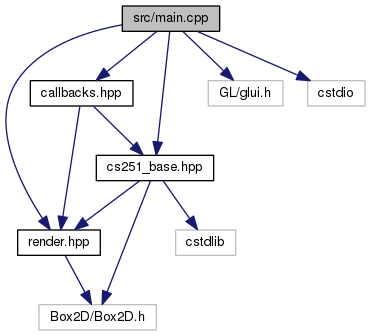 src/main.cpp
callbacks.hpp
GL/glui.h
cstdio
cs251_base.hpp
render.hpp
cstdlib
Box2D/Box2D.h